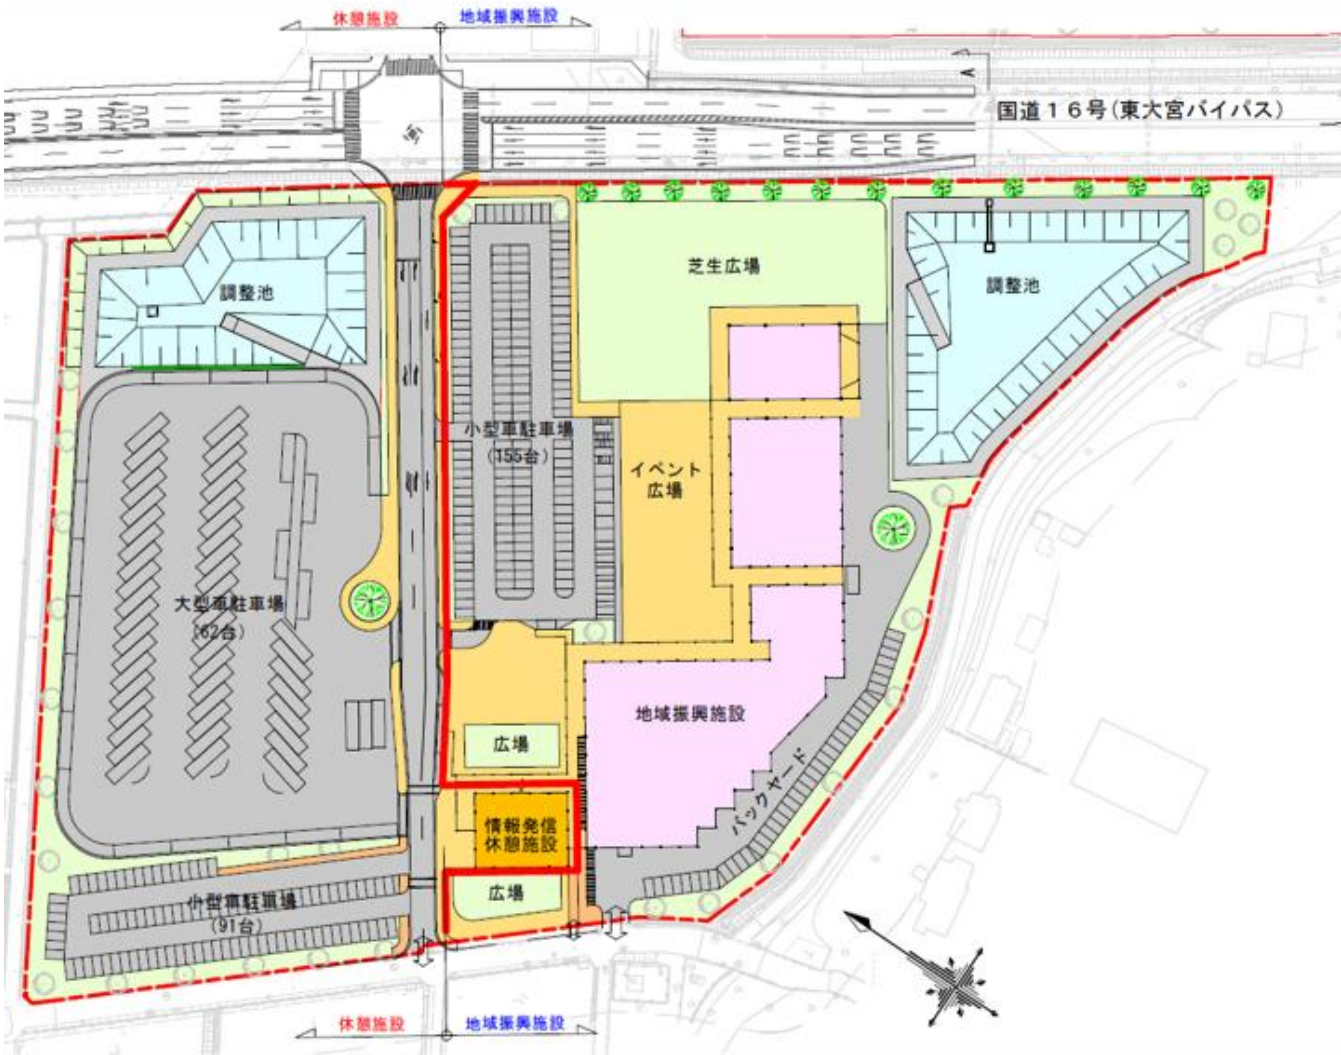 休憩施設 地域振興施設
A
国道16号(東大宮バイパス)
芝生広場
調整池
調整池
小型車駐車場
(155台)
イベント
広場
大型車駐車場
(62台)
地域振興施設
広場
バックヤード
情報発信
休憩施設
広場
小型車駐車場
(91台)
休憩施設 地域振興施設